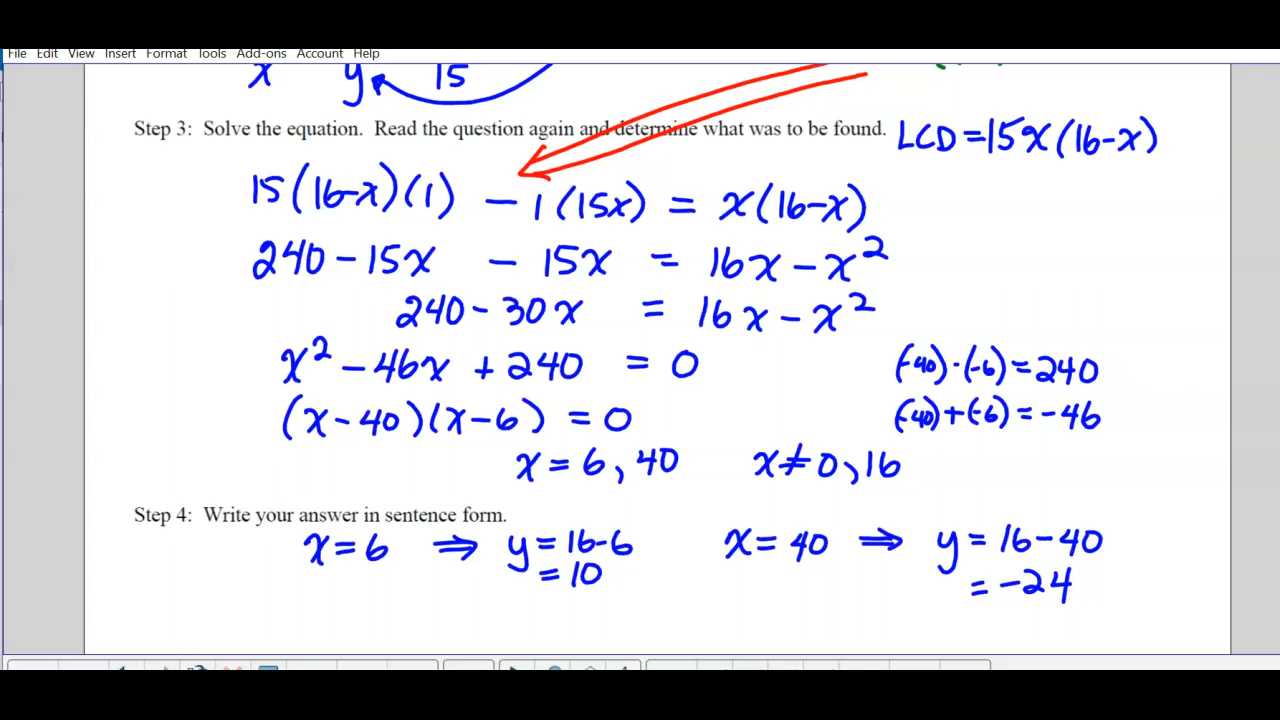 File Edit View Insert Format Tools Add-ons Account Help
x y 15
Step 3: Solve the equation. Read the question again and determine what was to be found. LCD = 15x(16-x)
15(16-x)(1) - 1(15x) = x(16-x)
240 - 15x - 15x = 16x - x²
240 - 30x = 16x - x²
x² - 46x + 240 = 0 (-40)·(-6) = 240
(x-40)(x-6) = 0 (-40)+(-6) = -46
x = 6, 40 x ≠ 0, 16
Step 4: Write your answer in sentence form.
x = 6 ⇒ y = 16-6 x = 40 ⇒ y = 16-40
= 10 = -24